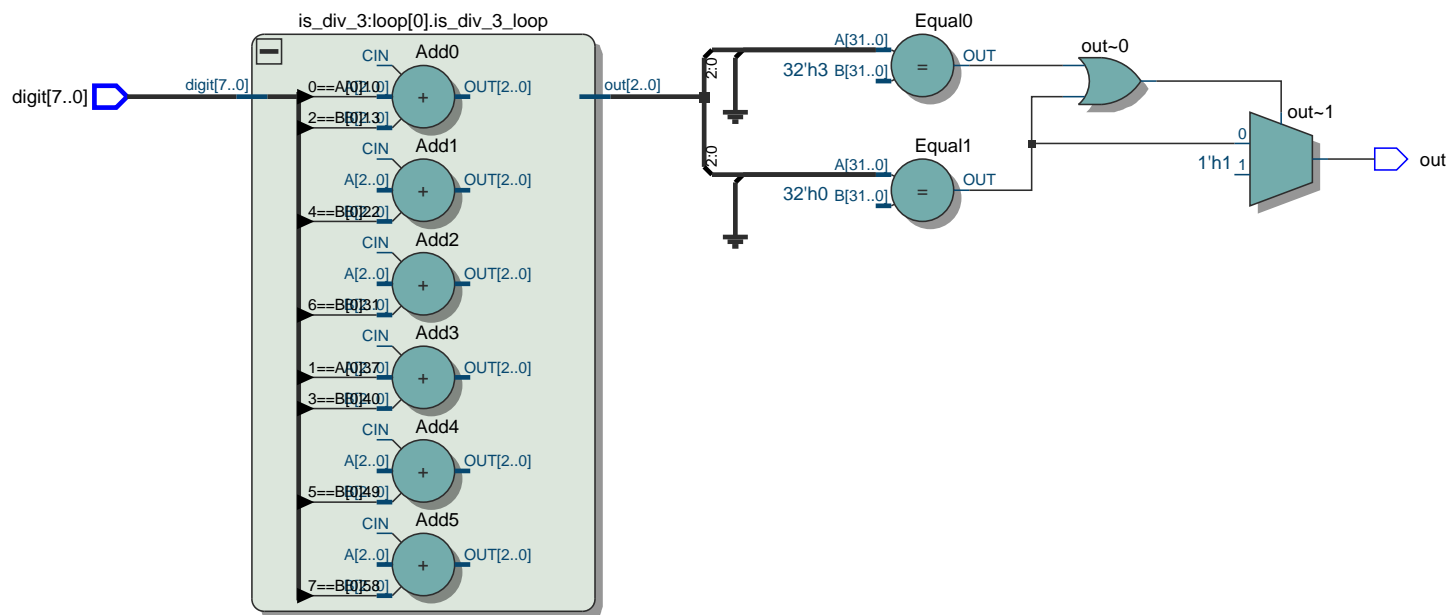 is_div_3:loop[0].is_div_3_loop
digit[7..0]
digit[7..0]
out[2..0]
CIN
Add0
OUT[2..0]
CIN
Add1
A[2..0]
OUT[2..0]
CIN
Add2
A[2..0]
OUT[2..0]
CIN
Add3
OUT[2..0]
CIN
Add4
A[2..0]
OUT[2..0]
CIN
Add5
A[2..0]
OUT[2..0]
+
+
+
+
+
+
2:0
2:0
Equal0
A[31..0]
32'h3 B[31..0]
=
OUT
Equal1
A[31..0]
32'h0 B[31..0]
=
OUT
out~0
out~1
0
1'h1 1
out